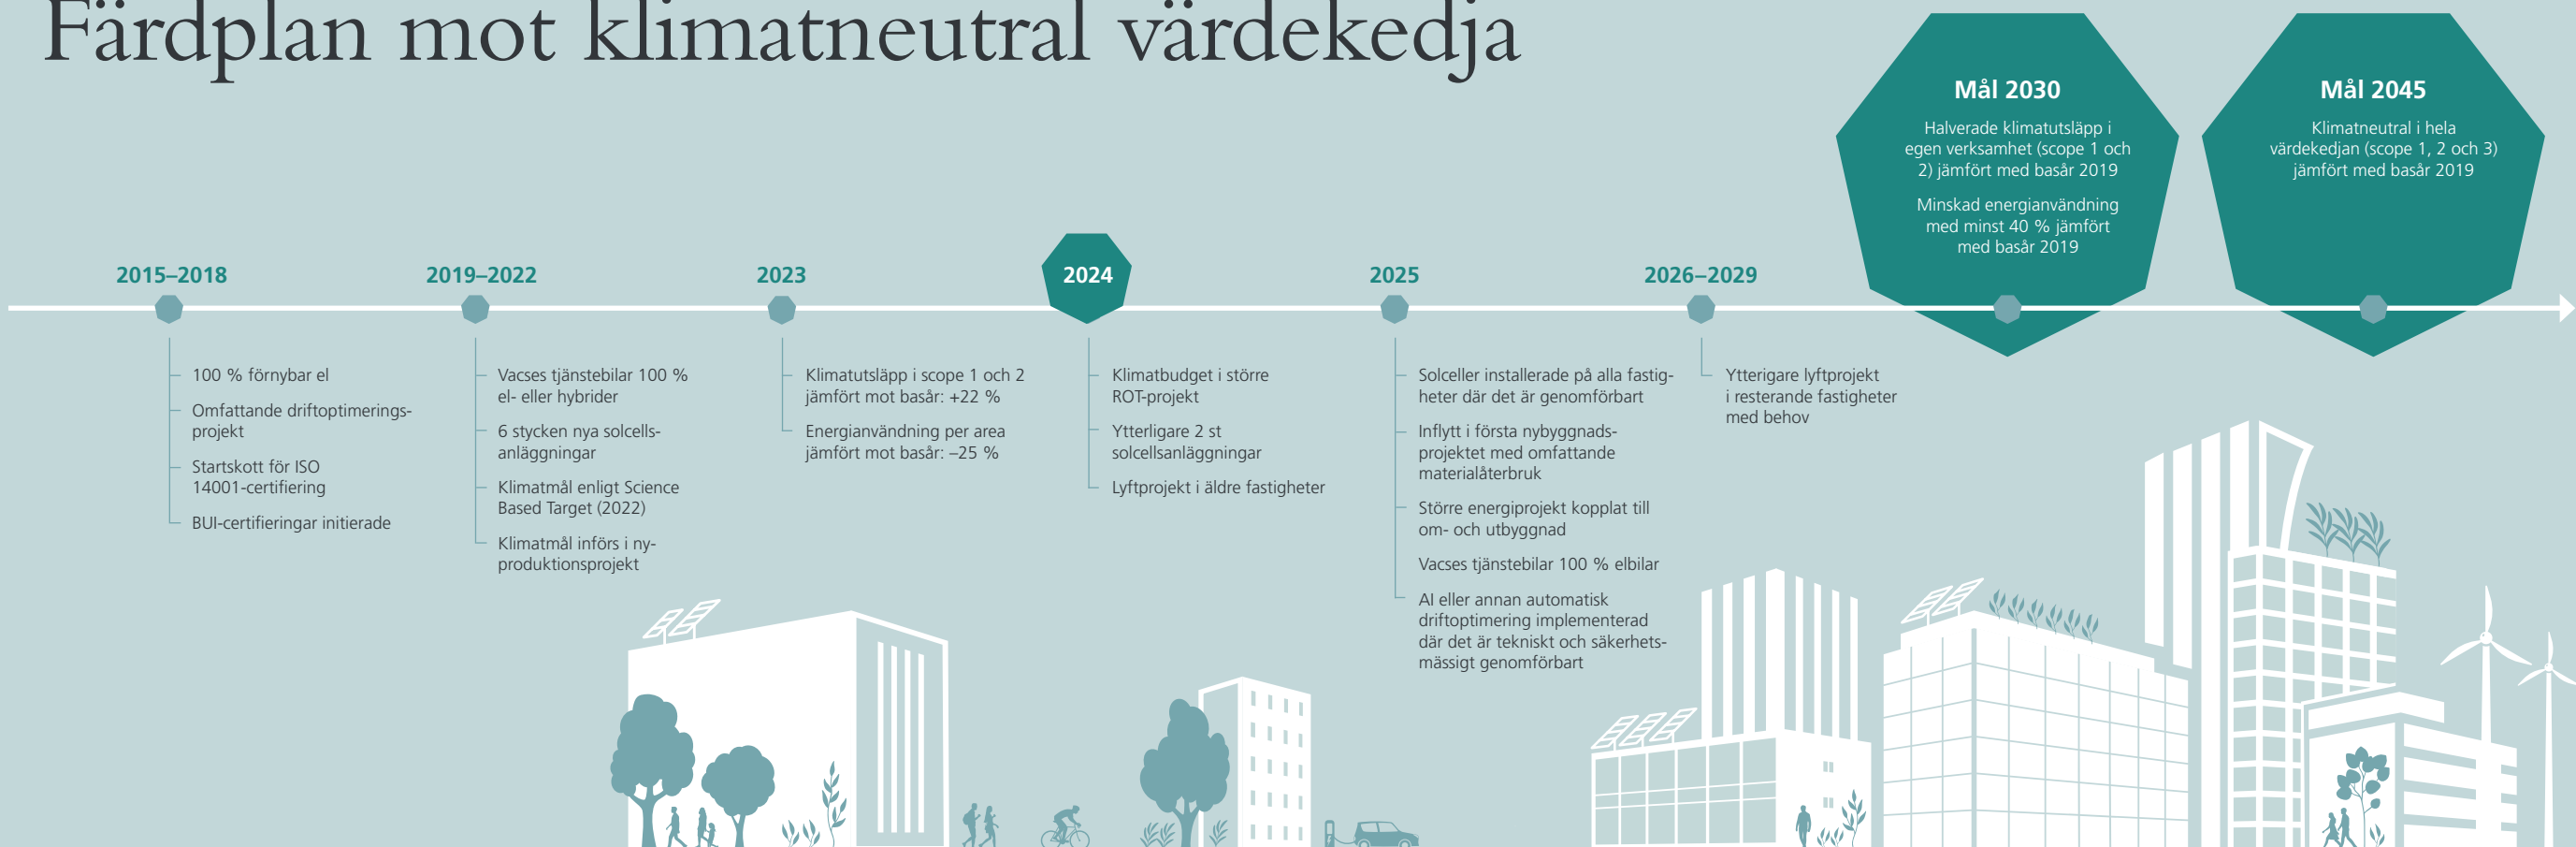 Färdplan mot klimatneutral värdekedja
Mål 2030
Halverade klimatutsläpp i
egen verksamhet (scope 1 och
2) jämfört med basår 2019
Minskad energianvändning
med minst 40 % jämfört
med basår 2019
Mål 2045
Klimatneutral i hela
värdekedjan (scope 1, 2 och 3)
jämfört med basår 2019
2015–2018
100 % förnybar el
Omfattande driftoptimerings-
projekt
Startskott för ISO
14001-certifiering
BUI-certifieringar initierade
2019–2022
Vacses tjänstebilar 100 %
el- eller hybrider
6 stycken nya solcells-
anläggningar
Klimatmål enligt Science
Based Target (2022)
Klimatmål införs i ny-
produktionsprojekt
2023
Klimatutsläpp i scope 1 och 2
jämfört mot basår: +22 %
Energianvändning per area
jämfört mot basår: –25 %
2024
Klimatbudget i större
ROT-projekt
Ytterligare 2 st
solcellsanläggningar
Lyftprojekt i äldre fastigheter
2025
Solceller installerade på alla fastig-
heter där det är genomförbart
Inflytt i första nybyggnads-
projektet med omfattande
materialåterbruk
Större energiprojekt kopplat till
om- och utbyggnad
Vacses tjänstebilar 100 % elbilar
AI eller annan automatisk
driftoptimering implementerad
där det är tekniskt och säkerhets-
mässigt genomförbart
2026–2029
Ytterigare lyftprojekt
i resterande fastigheter
med behov